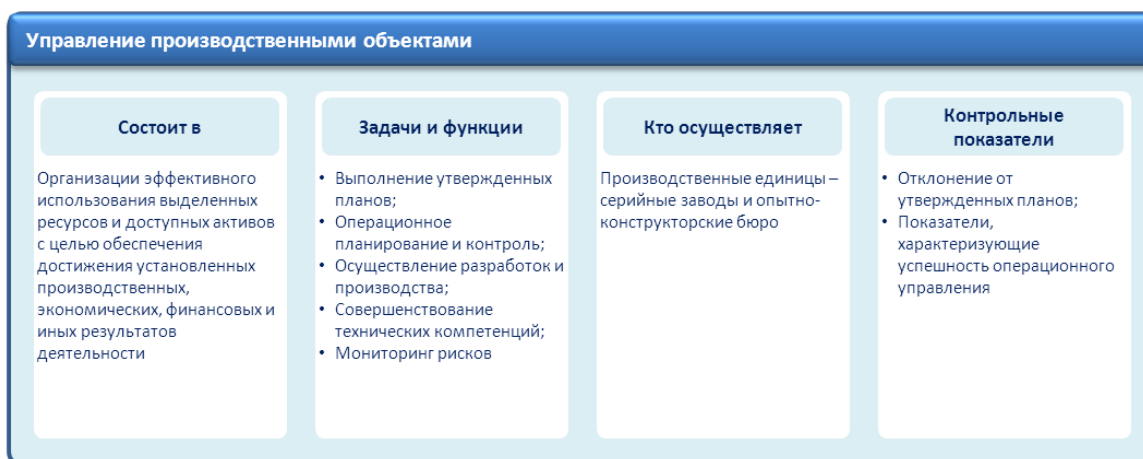 Управление производственными объектами
Состоит в
Организации эффективного
использования выделенных
ресурсов и доступных активов
с целью обеспечения
достижения установленных
производственных,
экономических, финансовых и
иных результатов
деятельности
Задачи и функции
• Выполнение утвержденных
планов;
• Операционное
планирование и контроль;
• Осуществление разработок и
производства;
• Совершенствование
технических компетенций;
• Мониторинг рисков
Кто осуществляет
Производственные единицы –
серийные заводы и опытно-
конструкторские бюро
Контрольные
показатели
• Отклонение от
утвержденных планов;
• Показатели,
характеризующие
успешность операционного
управления